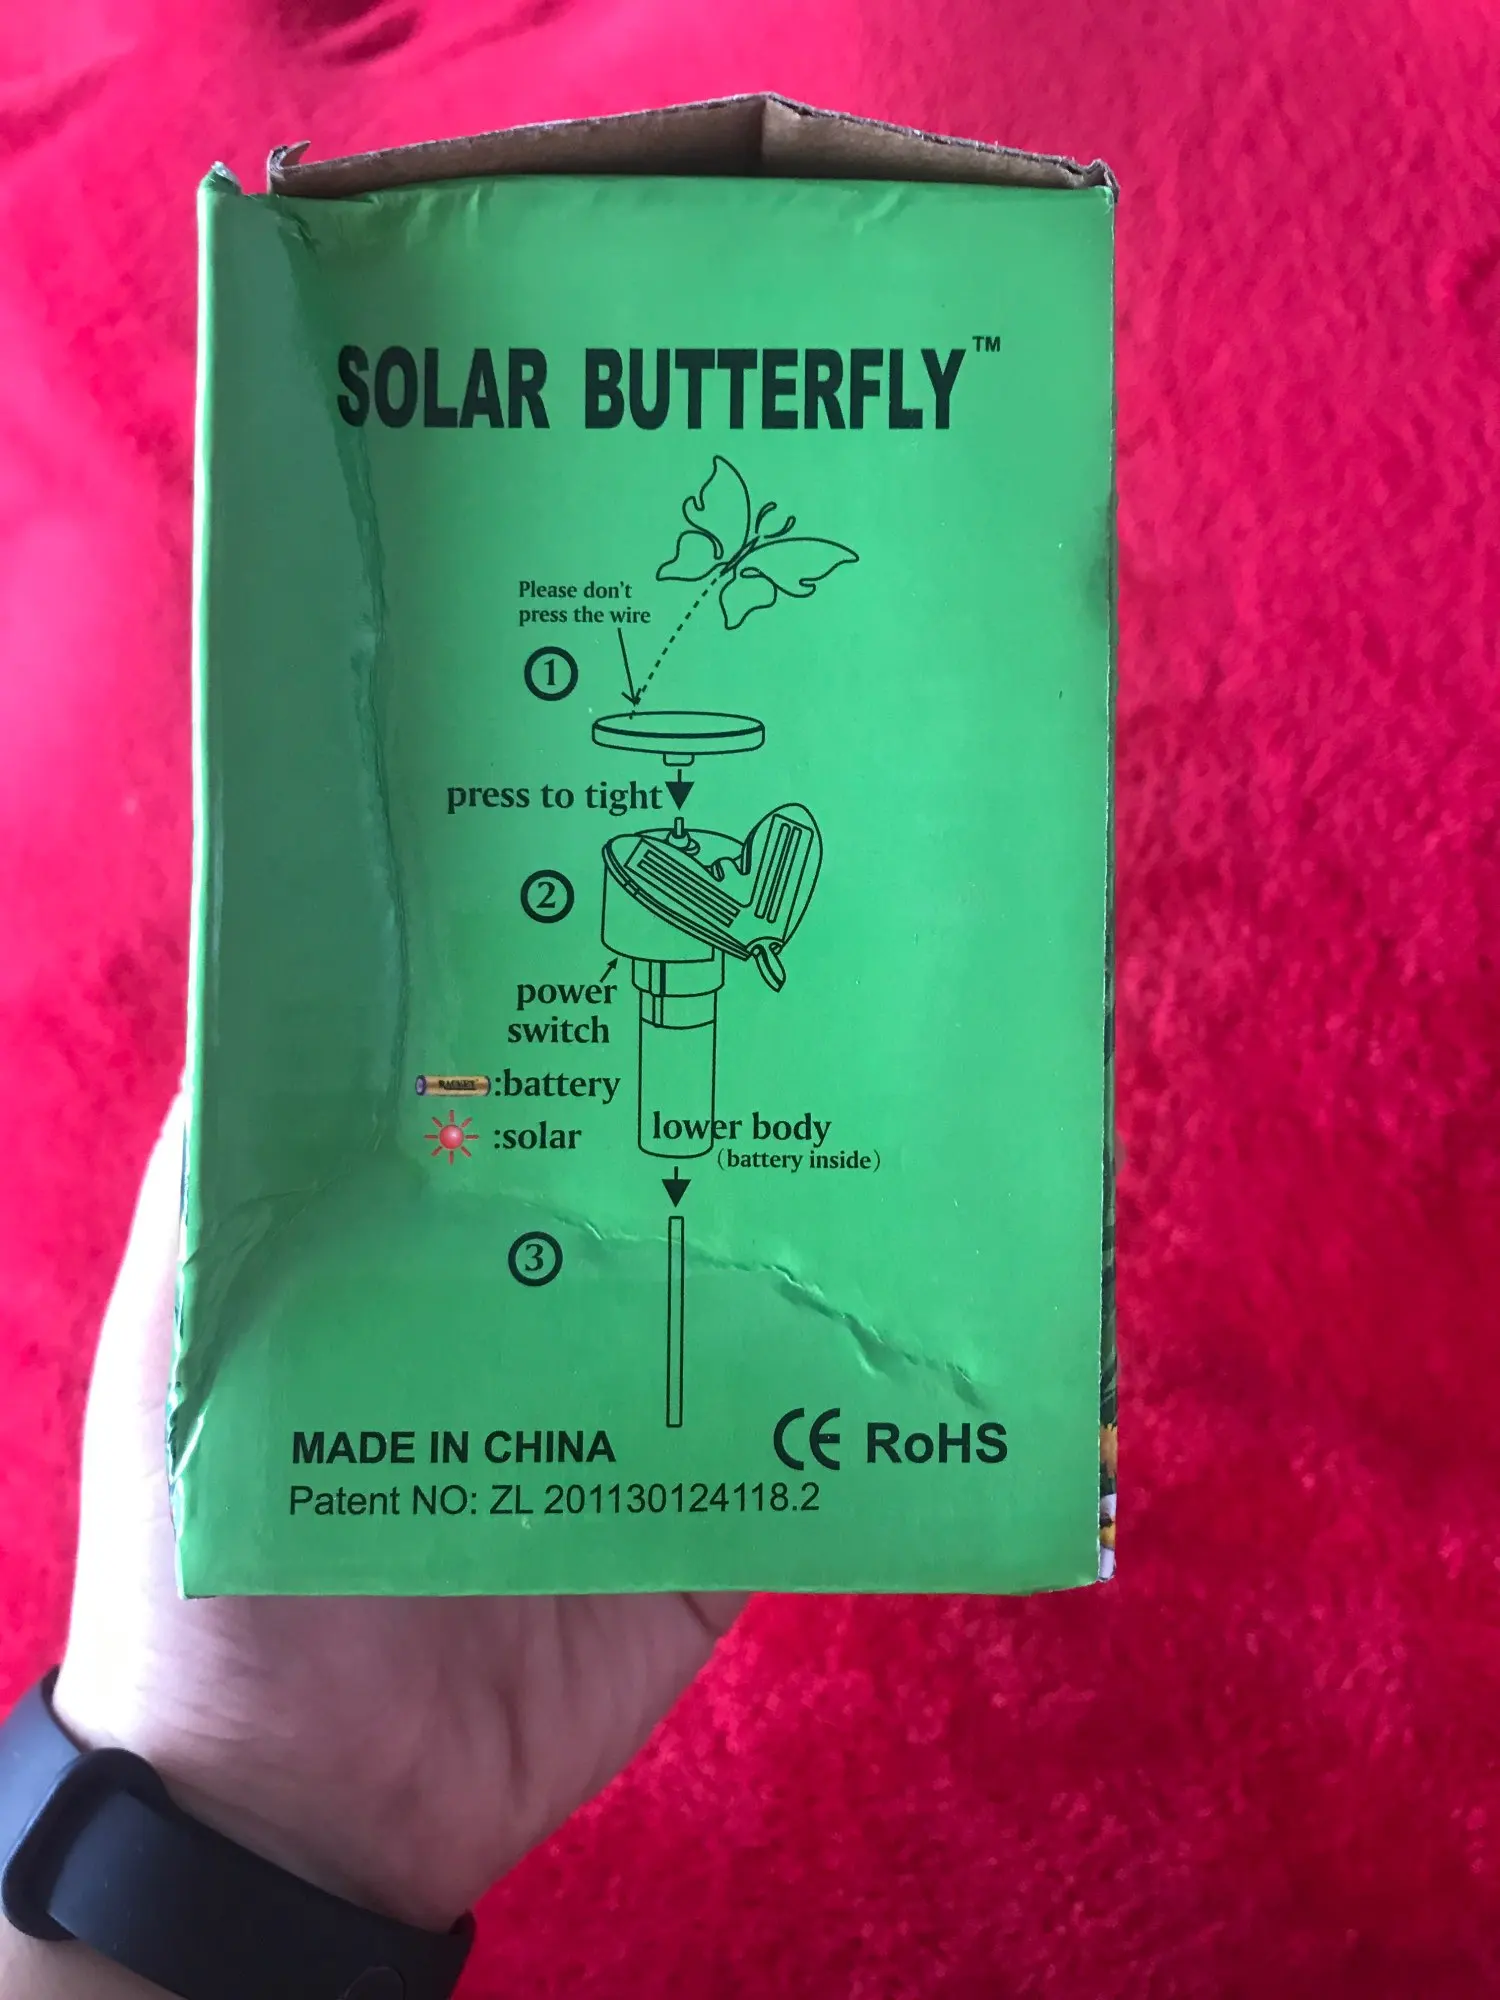 SOLAR BUTTERFLY™
Please don't
press the wire
1
press to tight
2
power
switch
:battery
:solar
lower body
(battery inside)
3
MADE IN CHINA
CE RoHS
Patent NO: ZL 201130124118.2